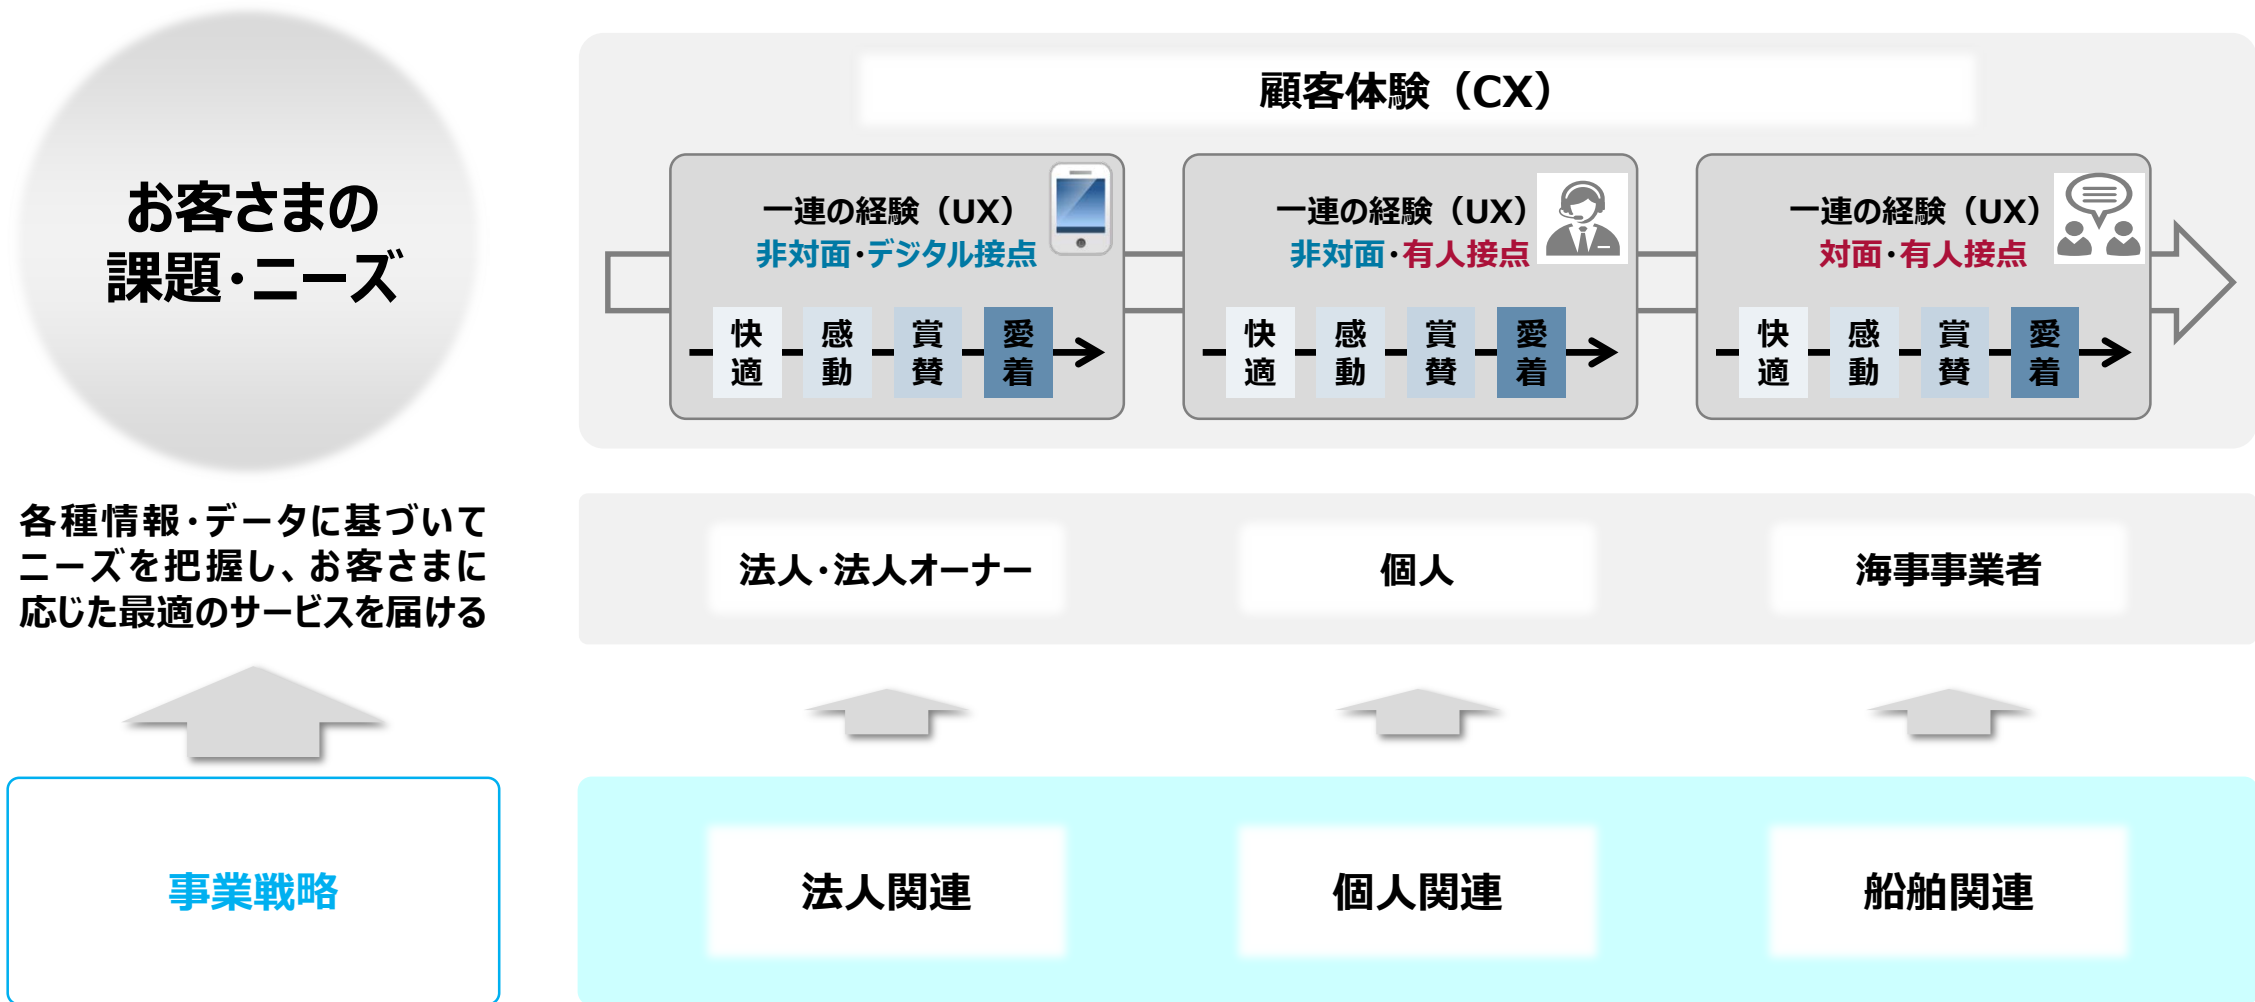 お客さまの
課題・ニーズ
各種情報・データに基づいて
ニーズを把握し、お客さまに
応じた最適のサービスを届ける
事業戦略
顧客体験（CX）
一連の経験（UX）
非対面・デジタル接点
快適
感動
賞賛
愛着
一連の経験（UX）
非対面・有人接点
快適
感動
賞賛
愛着
一連の経験（UX）
対面・有人接点
快適
感動
賞賛
愛着
法人・法人オーナー
個人
海事事業者
法人関連
個人関連
船舶関連